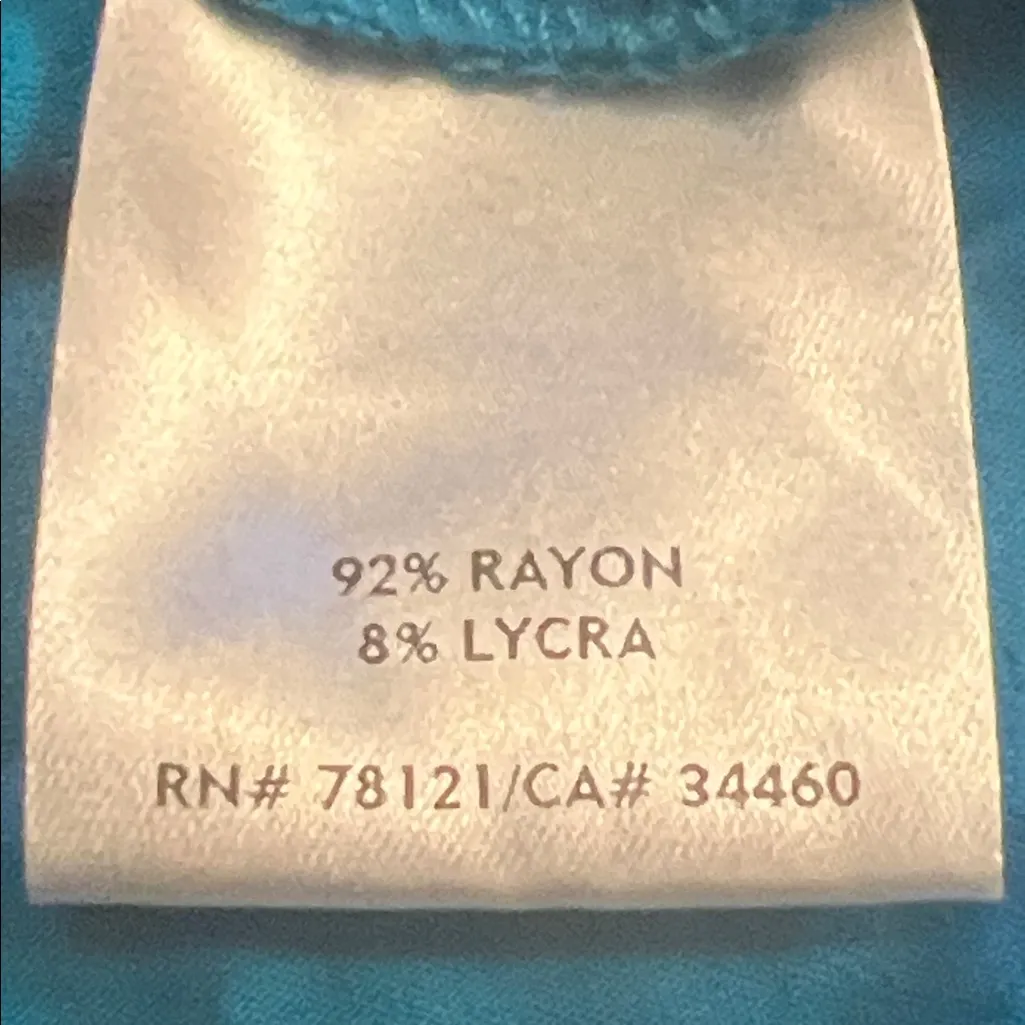 92% RAYON
8% LYCRA
RN# 78121/CA# 34460